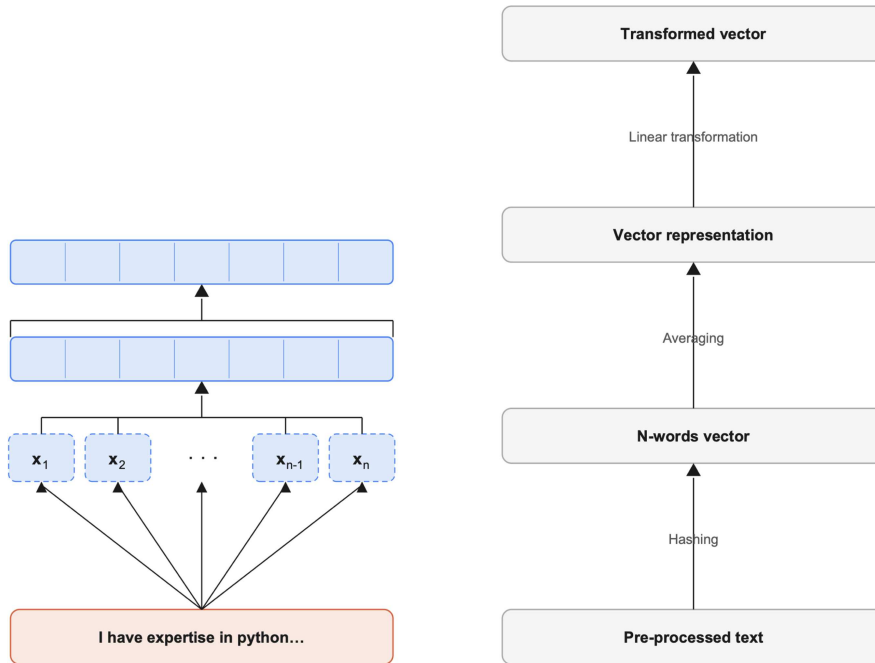 Transformed vector
Linear transformation
Vector representation
Averaging
x1 x2 · · · xn-1 xn
N-words vector
Hashing
I have expertise in python…
Pre-processed text